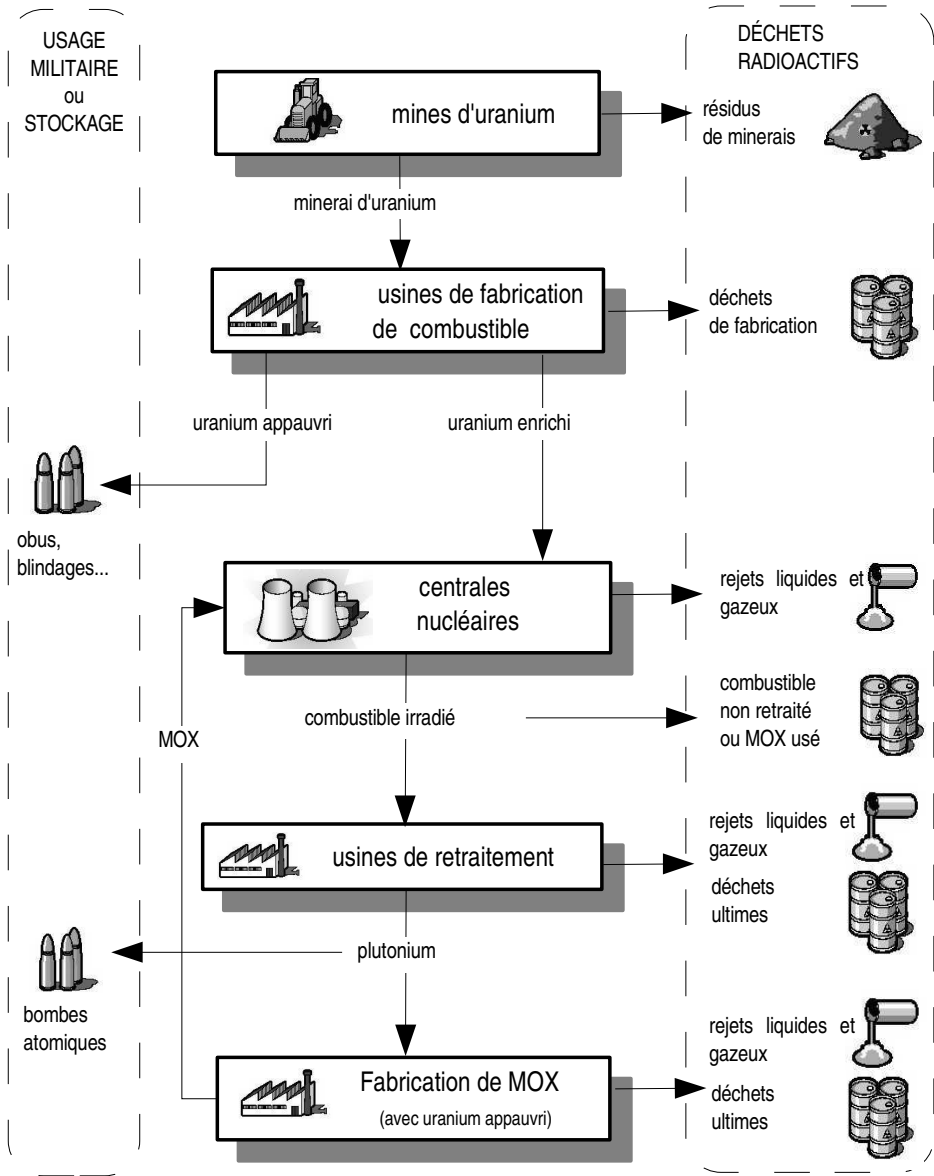 USAGE
MILITAIRE
ou
STOCKAGE
DÉCHETS
RADIOACTIFS
mines d'uranium
résidus
de minerais
minerai d'uranium
usines de fabrication
de combustible
déchets
de fabrication
uranium appauvri
uranium enrichi
obus,
blindages...
centrales
nucléaires
rejets liquides et
gazeux
combustible irradié
combustible
non retraité
ou MOX usé
MOX
usines de retraitement
rejets liquides et
gazeux
déchets
ultimes
plutonium
bombes
atomiques
Fabrication de MOX
(avec uranium appauvri)
rejets liquides et
gazeux
déchets
ultimes